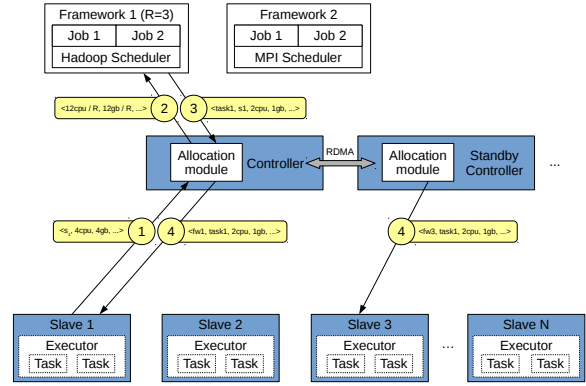 Framework 1 (R=3)
Job 1 Job 2
Hadoop Scheduler
Framework 2
Job 1 Job 2
MPI Scheduler
<12cpu / R, 12gb / R, ...> 2
3 <task1, s1, 2cpu, 1gb, ...>
Allocation
module
Controller
RDMA
Allocation
module
Standby
Controller
...
<s1, 4cpu, 4gb, ...> 1
4 <fw1, task1, 2cpu, 1gb, ...>
4 <fw3, task1, 2cpu, 1gb, ...>
Slave 1
Executor
Task Task
Slave 2
Executor
Task Task
Slave 3
Executor
Task Task
...
Slave N
Executor
Task Task